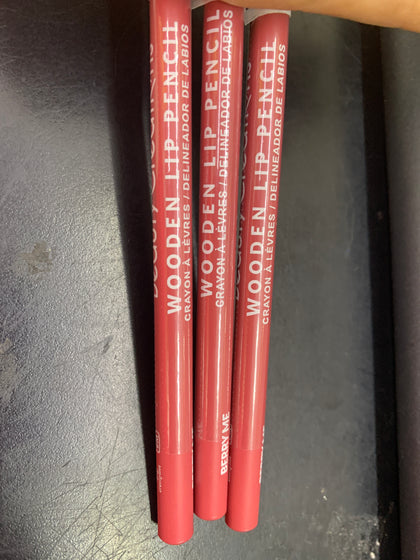 WOODEN LIP PENCIL
CRAYON À LÈVRES / DELINEADOR DE LABIOS
WOODEN LIP PENCIL
CRAYON À LÈVRES / DELINEADOR DE LABIOS
BERRY ME
WOODEN LIP PENCIL
CRAYON À LÈVRES / DELINEADOR DE LABIOS